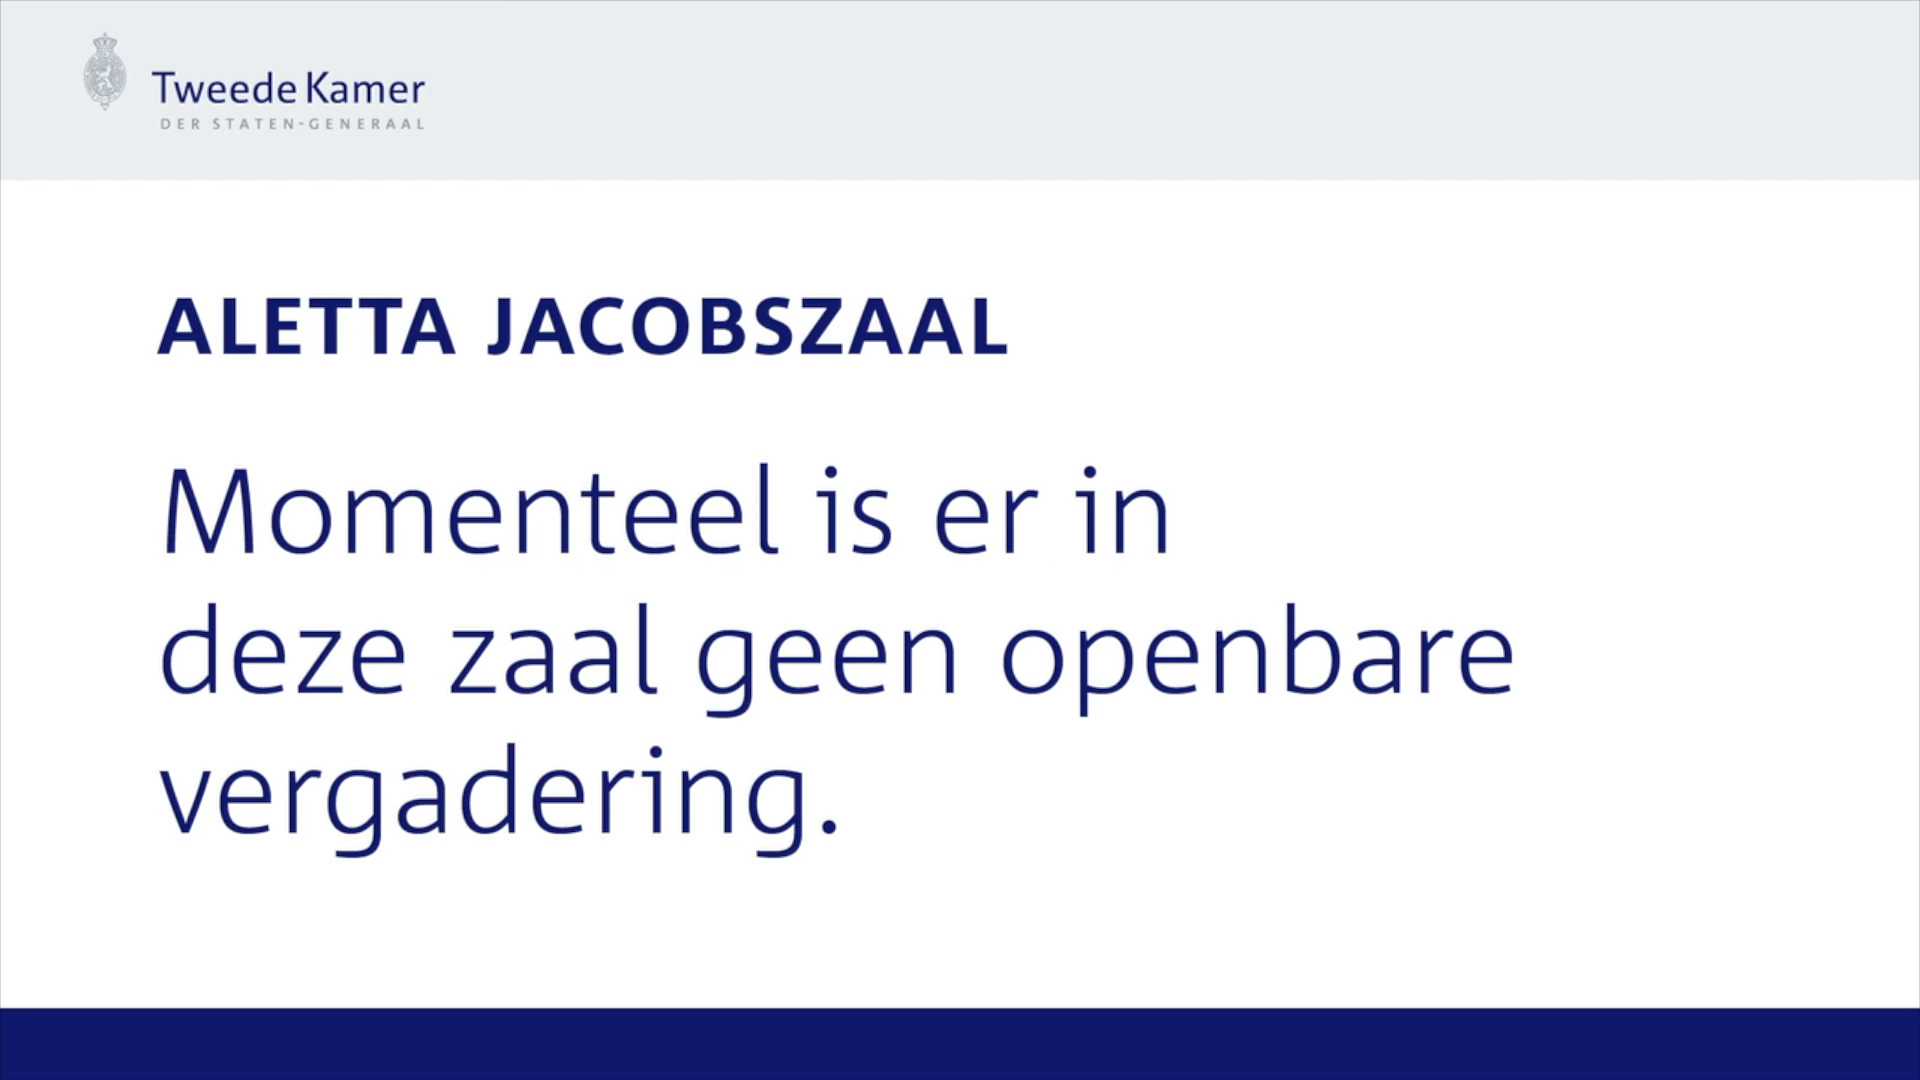 Tweede Kamer
DER STATEN-GENERAAL
ALETTA JACOBSZAAL
Momenteel is er in
deze zaal geen openbare
vergadering.